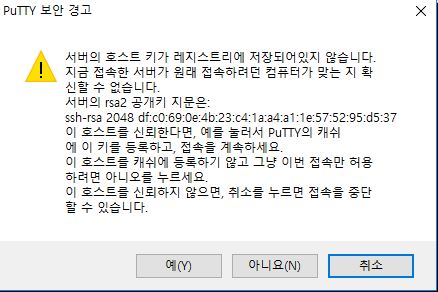 PuTTY 보안 경고
서버의 호스트 키가 레지스트리에 저장되어있지 않습니다.
지금 접속한 서버가 원래 접속하려던 컴퓨터가 맞는 지 확
신할 수 없습니다.
서버의 rsa2 공개키 지문은:
ssh-rsa 2048 df:c0:69:0e:4b:23:c4:1a:a4:a1:1e:57:52:95:d5:37
이 호스트를 신뢰한다면, 예를 눌러서 PuTTY의 캐쉬
에 이 키를 등록하고, 접속을 계속하세요.
이 호스트를 캐쉬에 등록하기 않고 그냥 이번 접속만 허용
하려면 아니오를 누르세요.
이 호스트를 신뢰하지 않으면, 취소를 누르면 접속을 중단
할 수 있습니다.
예(Y)
아니요(N)
취소